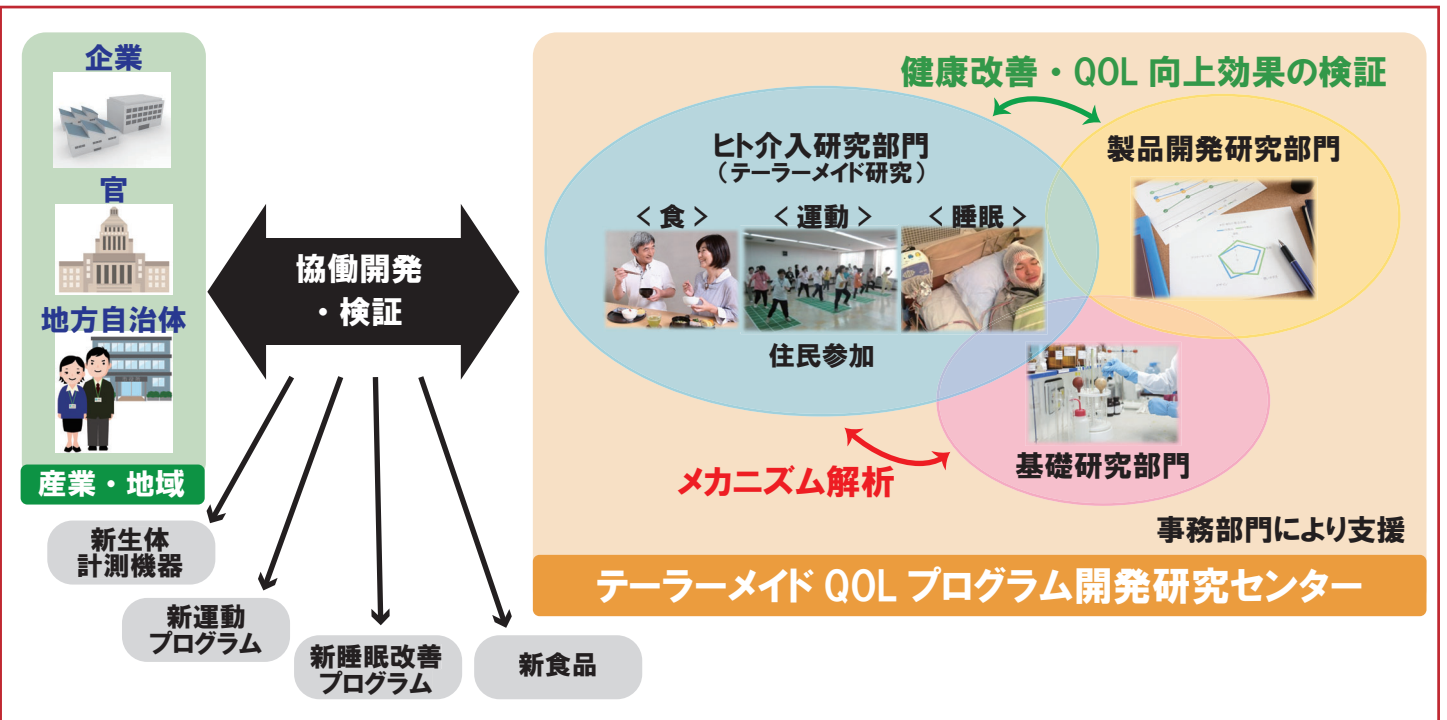 企業
官
地方自治体
産業・地域
協働開発
・検証
新生体
計測機器
新運動
プログラム
新睡眠改善
プログラム
新食品
健康改善・QOL 向上効果の検証
ヒト介入研究部門
（テーラーメイド研究）
＜食＞
＜運動＞
＜睡眠＞
住民参加
製品開発研究部門
基礎研究部門
メカニズム解析
事務部門により支援
テーラーメイド QOL プログラム開発研究センター